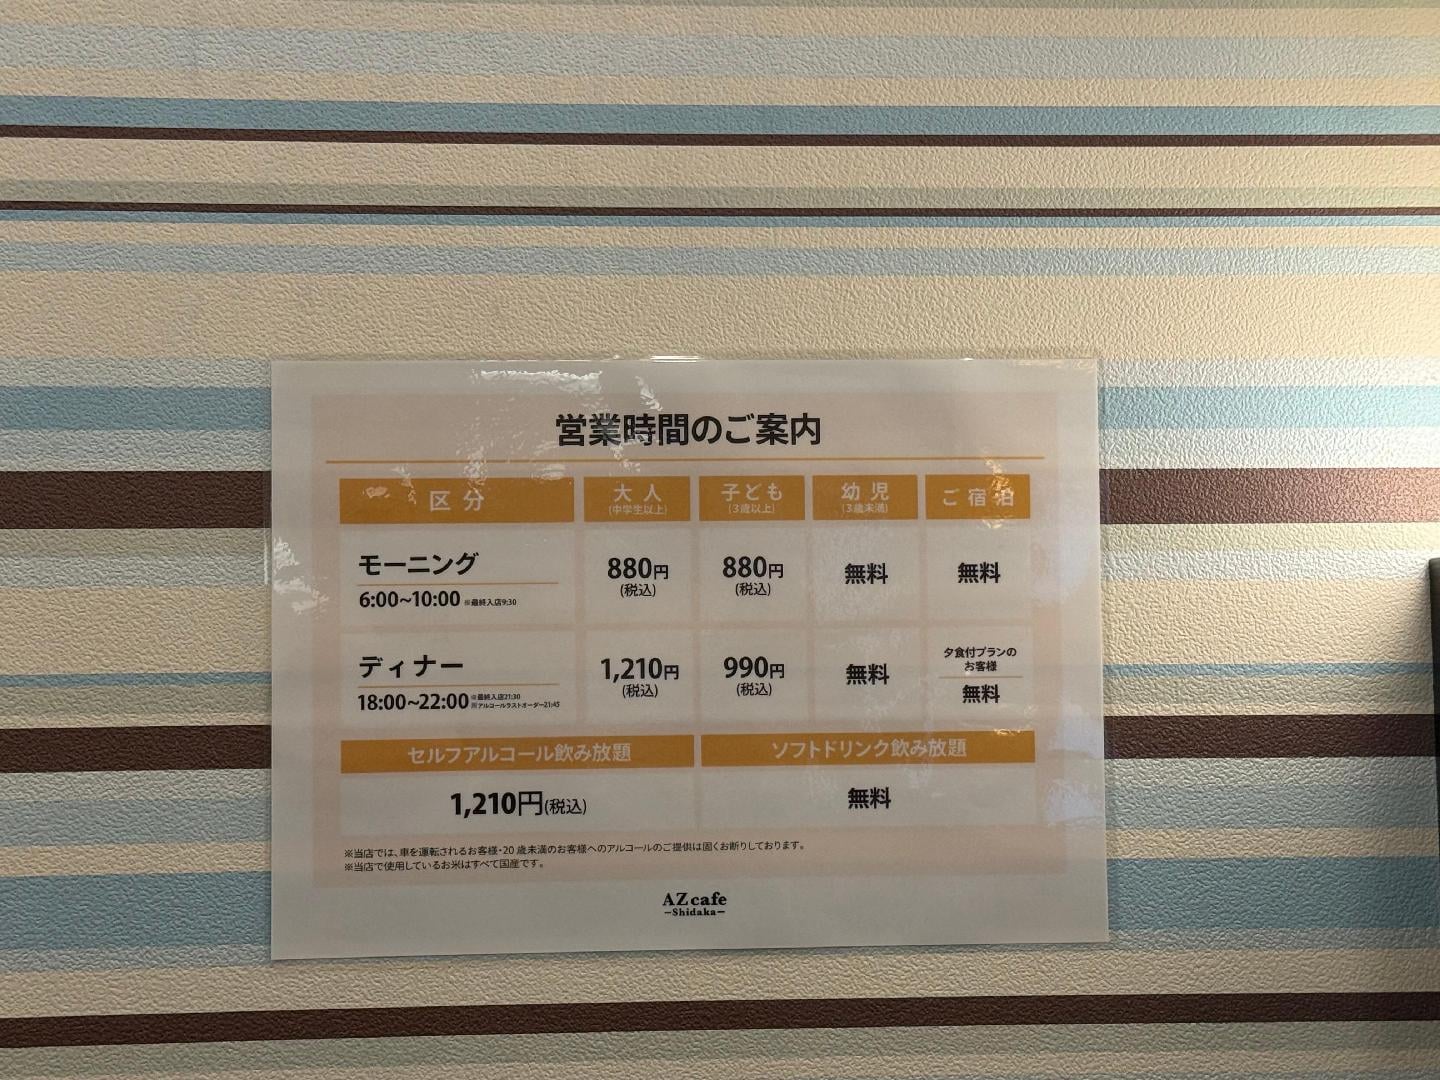 営業時間のご案内
区分
大人
(中学生以上)
子ども
(3歳以上)
幼児
(3歳未満)
ご宿泊
モーニング
6:00~10:00 ※最終入店9:30
880円
(税込)
880円
(税込)
無料
無料
ディナー
18:00~22:00 ※最終入店21:30
※アルコールラストオーダー21:45
1,210円
(税込)
990円
(税込)
無料
夕食付プランの
お客様
無料
セルフアルコール飲み放題
ソフトドリンク飲み放題
1,210円(税込)
無料
※当店では、車を運転されるお客様・20歳未満のお客様へのアルコールのご提供は固くお断りしております。
※当店で使用しているお米はすべて国産です。
AZ cafe
ーShidakaー